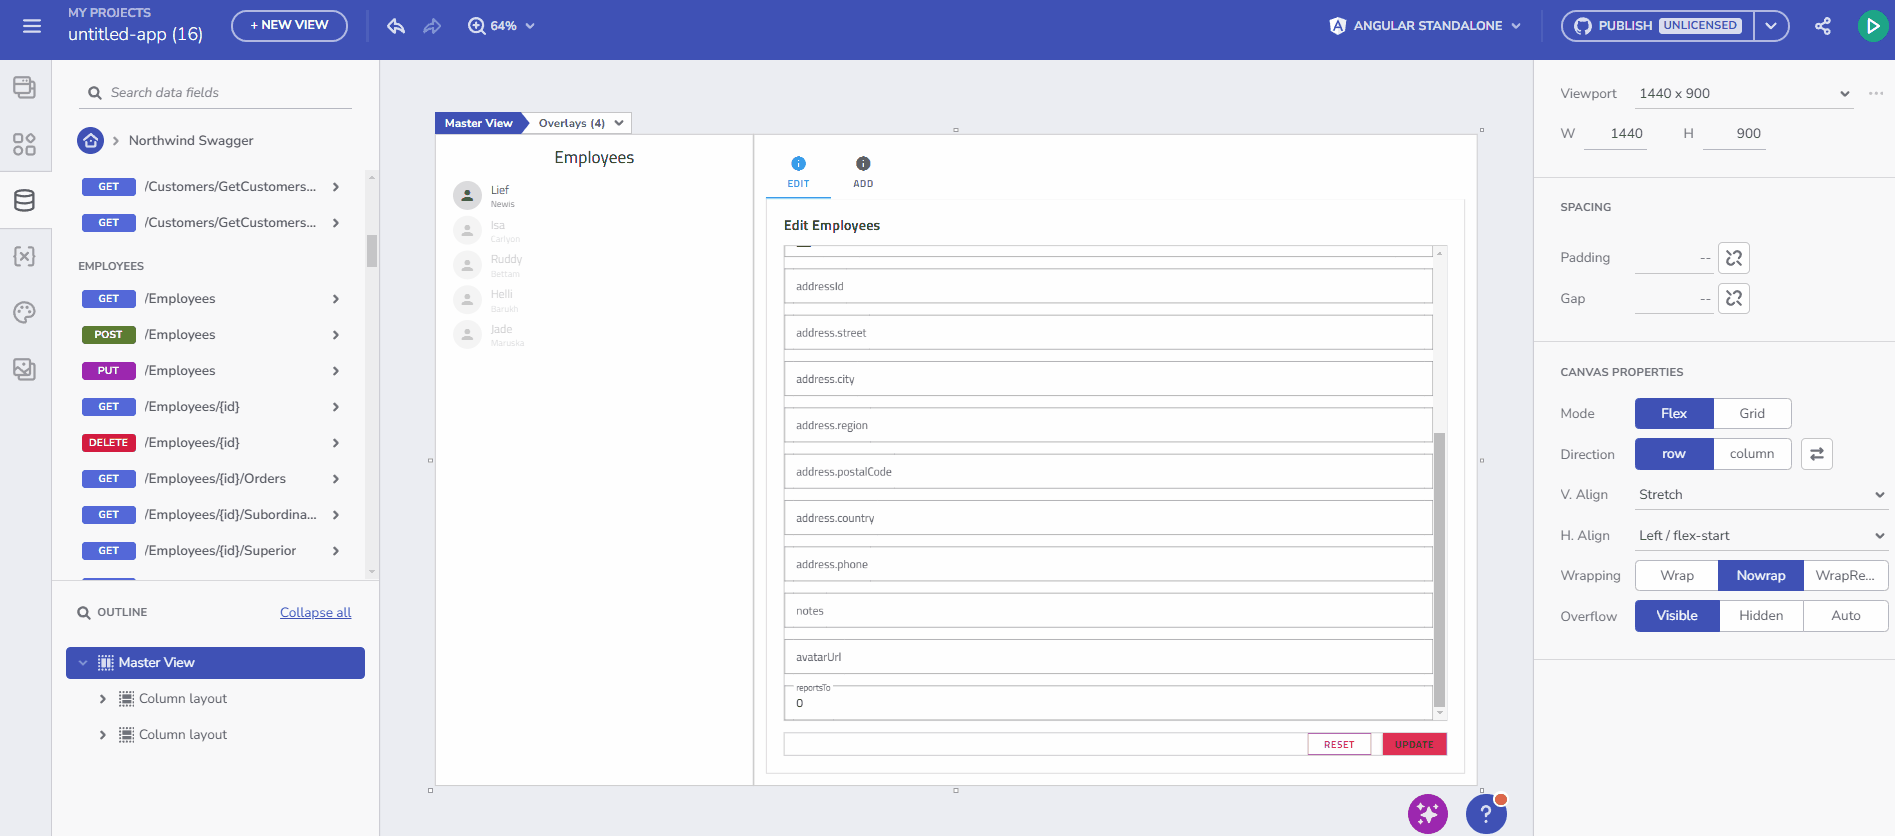 MY PROJECTS
untitled-app (16)
+ NEW VIEW
64%
ANGULAR STANDALONE
PUBLISH UNLICENSED
Search data fields
Northwind Swagger
GET /Customers/GetCustomers...
GET /Customers/GetCustomers...
EMPLOYEES
GET /Employees
POST /Employees
PUT /Employees
GET /Employees/{id}
DELETE /Employees/{id}
GET /Employees/{id}/Orders
GET /Employees/{id}/Subordina...
GET /Employees/{id}/Superior
OUTLINE
Collapse all
Master View
Column layout
Column layout
Master View
Overlays (4)
Employees
Lief
Newis
Isa
Carlyon
Ruddy
Bettam
Helli
Barukh
Jade
Maruska
EDIT
ADD
Edit Employees
addressId
address.street
address.city
address.region
address.postalCode
address.country
address.phone
notes
avatarUrl
reportsTo
0
RESET
UPDATE
?
Viewport 1440 x 900
W 1440 H 900
SPACING
Padding --
Gap --
CANVAS PROPERTIES
Mode Flex Grid
Direction row column
V. Align Stretch
H. Align Left / flex-start
Wrapping Wrap Nowrap WrapRe...
Overflow Visible Hidden Auto